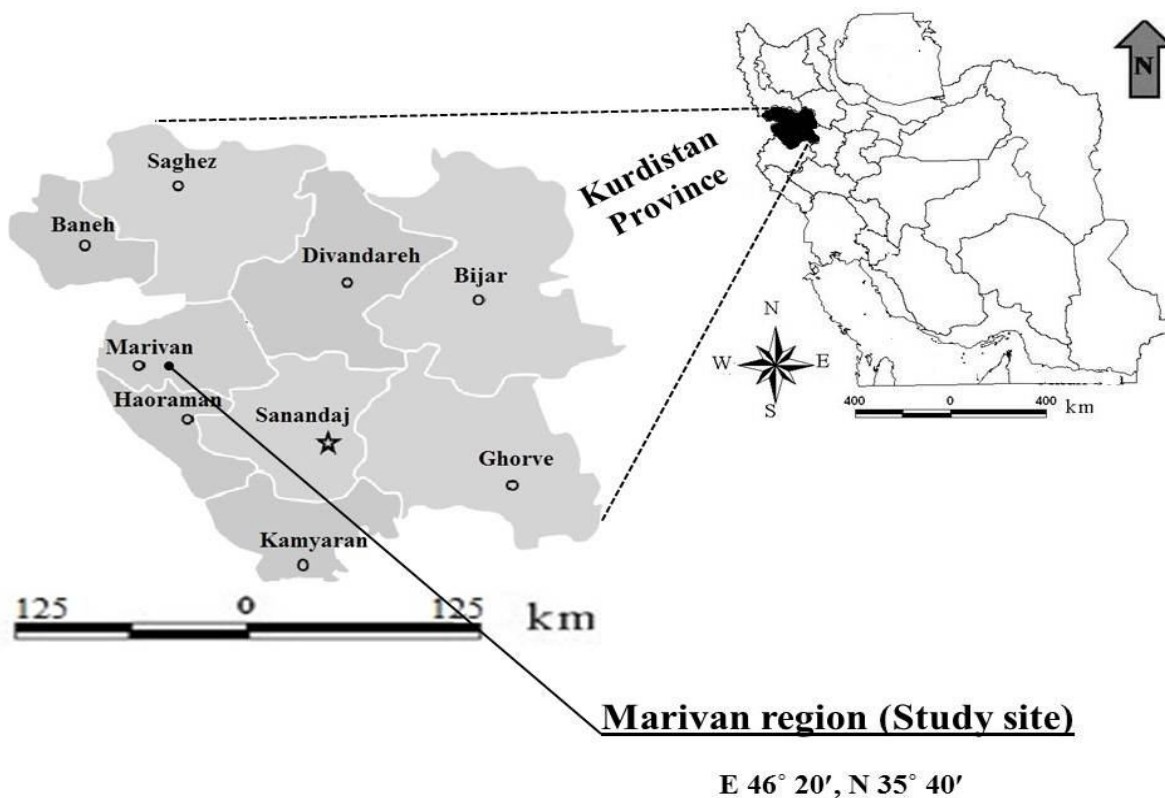 N
Kurdistan
Province
Saghez
Baneh
Divandareh
Bijar
Marivan
Haoraman
Sanandaj
Ghorve
Kamyaran
N
W
E
S
400
0
400
km
125
0
125
km
Marivan region (Study site)
E 46° 20′, N 35° 40′